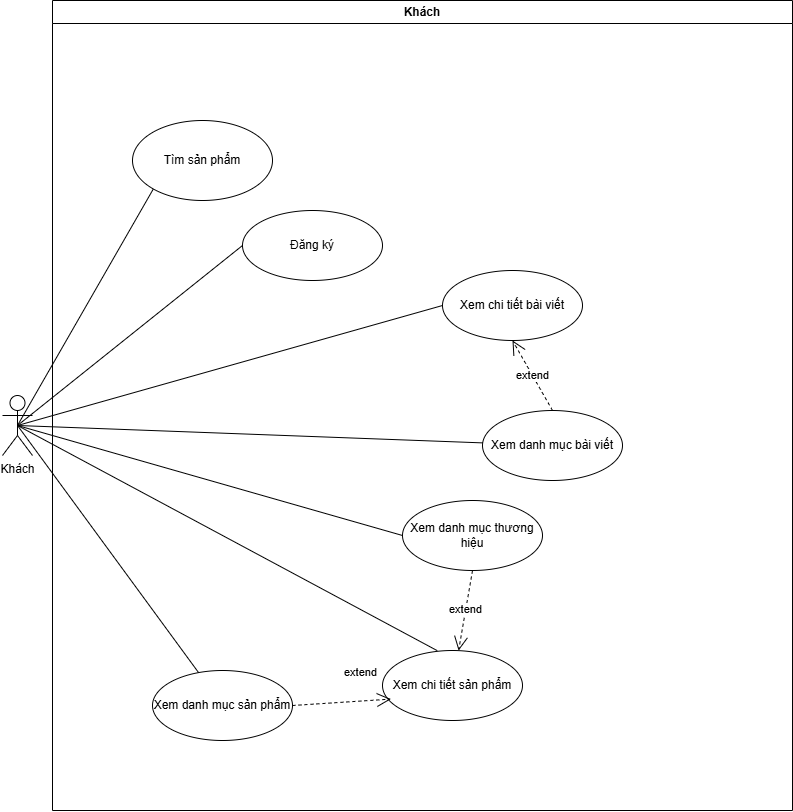 Khách
Tìm sản phẩm
Đăng ký
Xem chi tiết bài viết
extend
Xem danh mục bài viết
Khách
Xem danh mục thương
hiệu
extend
extend
Xem chi tiết sản phẩm
Xem danh mục sản phẩm